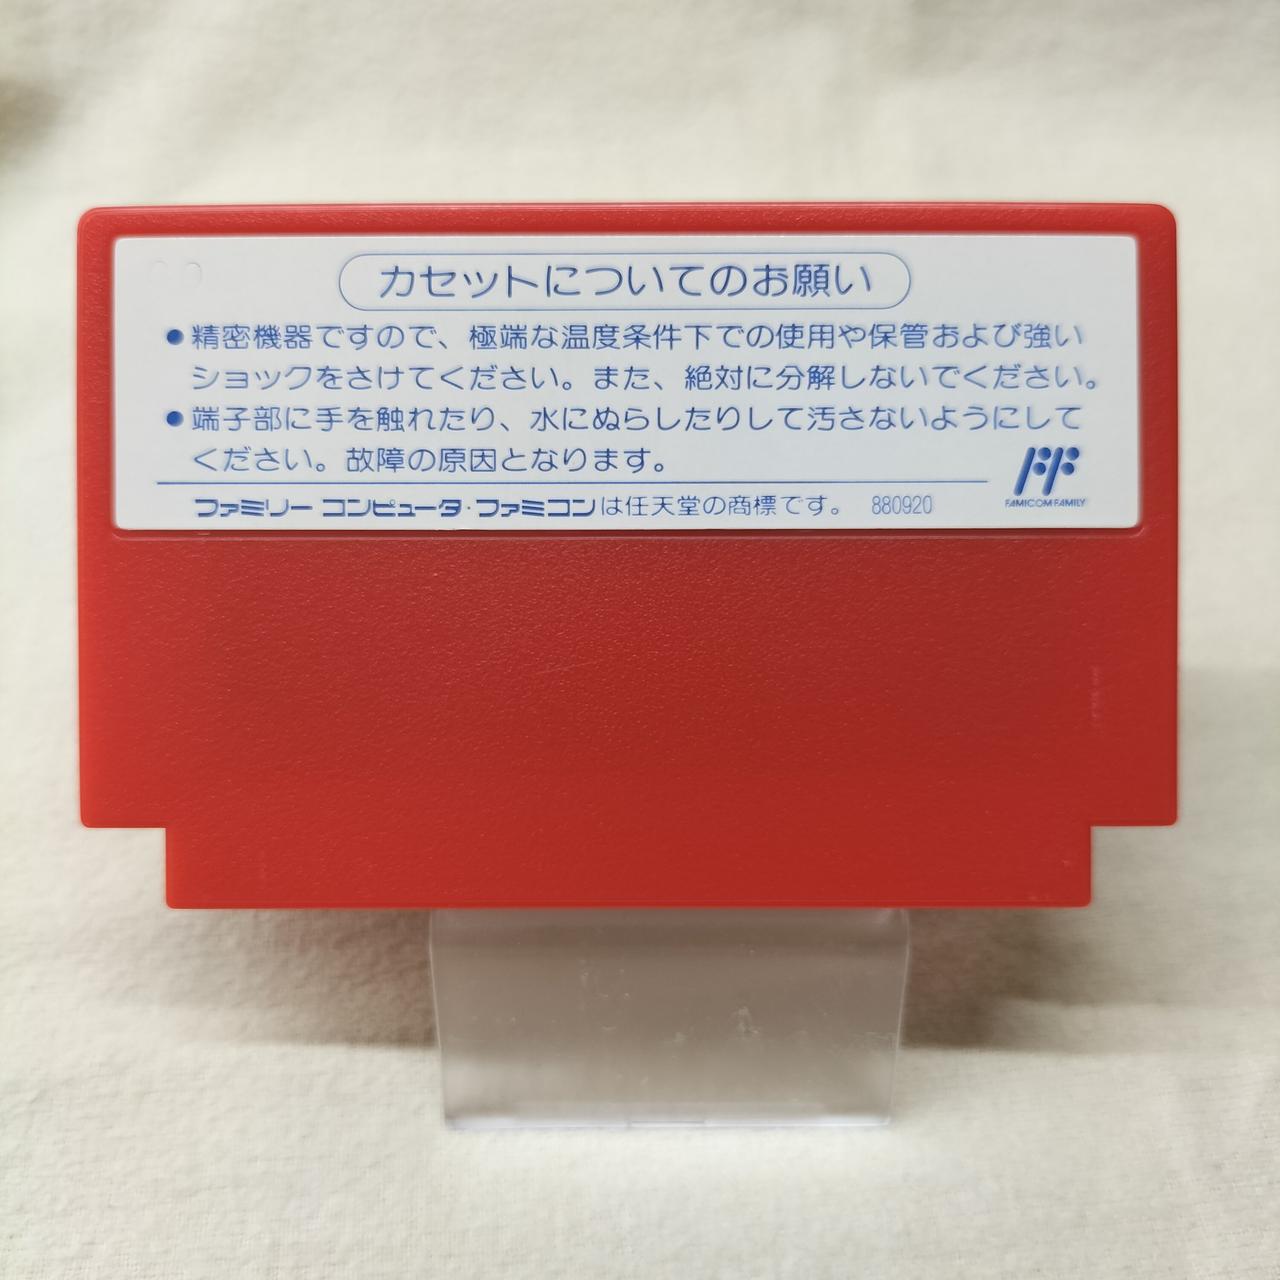 カセットについてのお願い
●精密機器ですので、極端な温度条件下での使用や保管および強い
ショックをさけてください。また、絶対に分解しないでください。
●端子部に手を触れたり、水にぬらしたりして汚さないようにして
ください。故障の原因となります。
ファミリー コンピュータ・ファミコンは任天堂の商標です。 880920
FAMICOM FAMILY